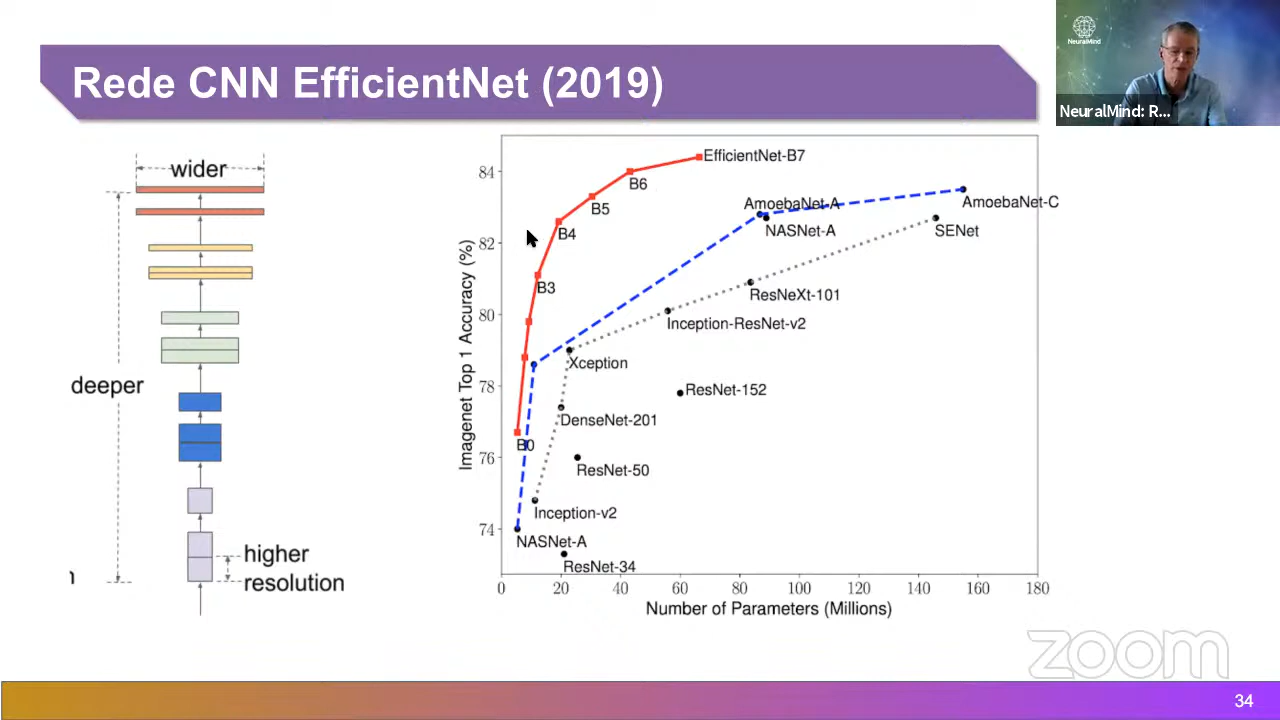 NeuralMind
NeuralMind: R...
Rede CNN EfficientNet (2019)
wider
deeper
higher
resolution
Imagenet Top 1 Accuracy (%)
84
82
80
78
76
74
EfficientNet-B7
B6
B5
B4
B3
B0
AmoebaNet-A
AmoebaNet-C
NASNet-A
SENet
ResNeXt-101
Inception-ResNet-v2
Xception
ResNet-152
DenseNet-201
ResNet-50
Inception-v2
NASNet-A
ResNet-34
0 20 40 60 80 100 120 140 160 180
Number of Parameters (Millions)
zoom
34